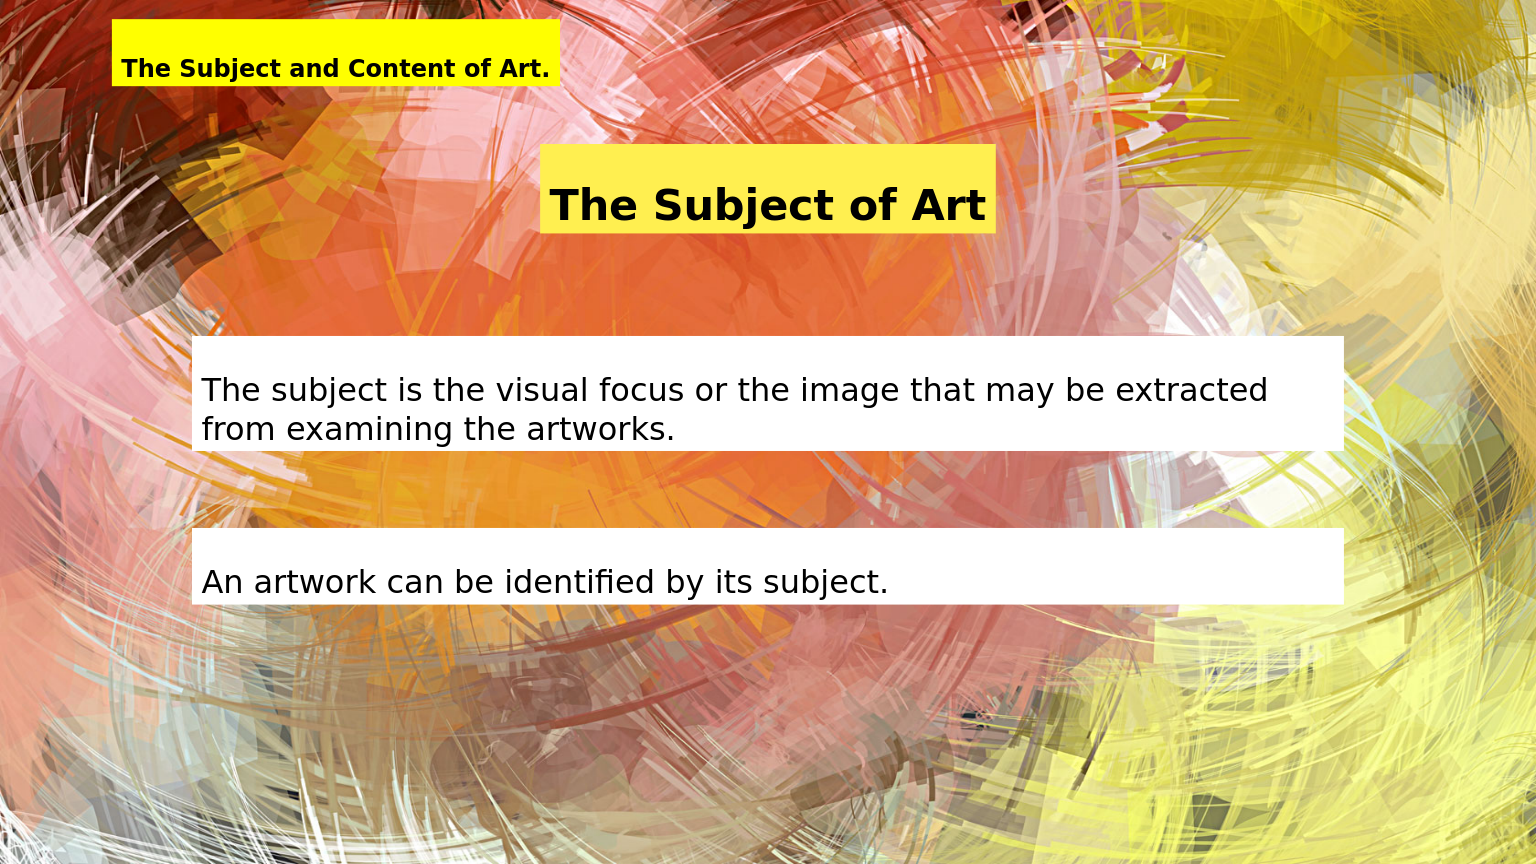 The Subject and Content of Art.
The Subject of Art
The subject is the visual focus or the image that may be extracted
from examining the artworks.
An artwork can be identified by its subject.